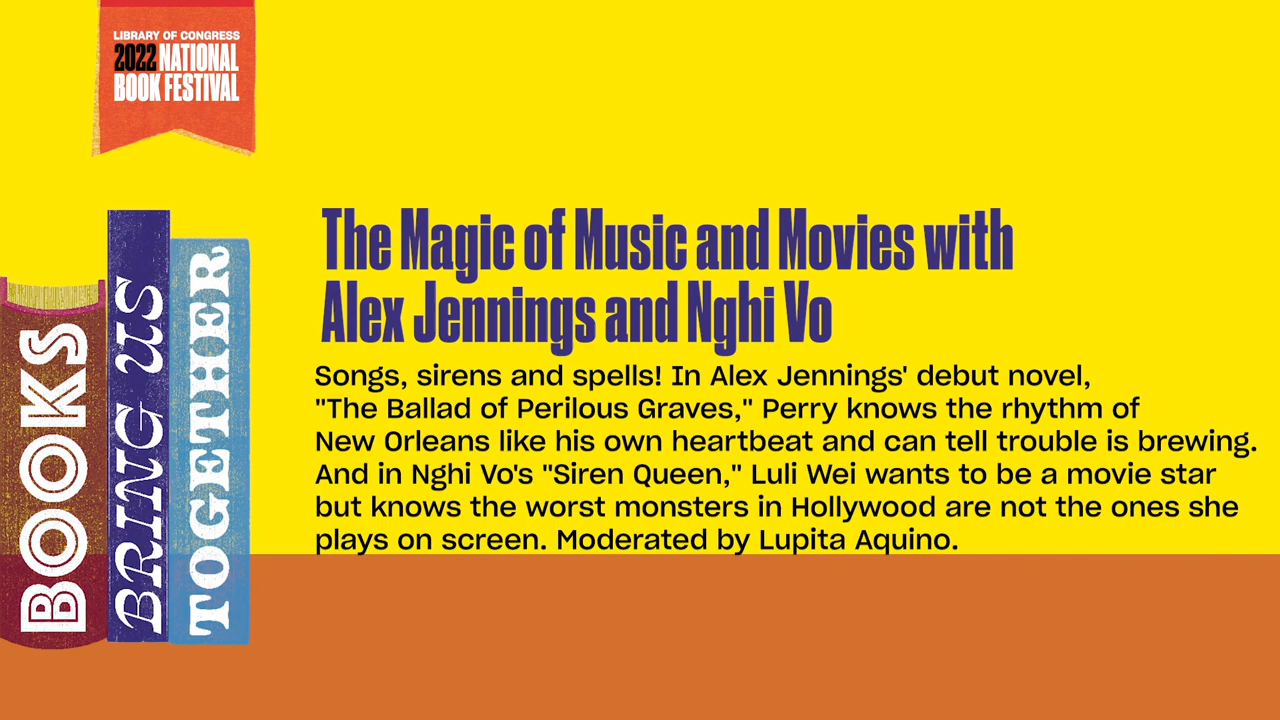 LIBRARY OF CONGRESS
2022 NATIONAL
BOOK FESTIVAL
BOOKS
BRING US
TOGETHER
The Magic of Music and Movies with
Alex Jennings and Nghi Vo
Songs, sirens and spells! In Alex Jennings' debut novel,
"The Ballad of Perilous Graves," Perry knows the rhythm of
New Orleans like his own heartbeat and can tell trouble is brewing.
And in Nghi Vo's "Siren Queen," Luli Wei wants to be a movie star
but knows the worst monsters in Hollywood are not the ones she
plays on screen. Moderated by Lupita Aquino.